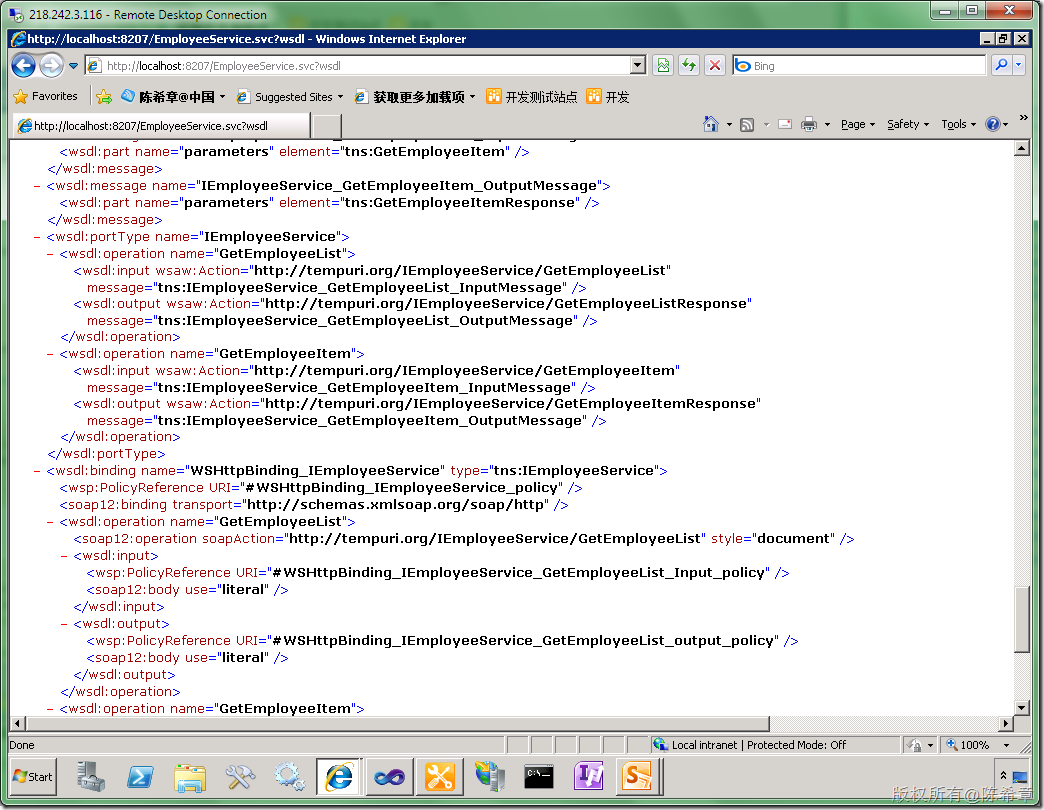 218.242.3.116 - Remote Desktop Connection
http://localhost:8207/EmployeeService.svc?wsdl - Windows Internet Explorer
http://localhost:8207/EmployeeService.svc?wsdl
Bing
Favorites 陈希章@中国 Suggested Sites 获取更多加载项 开发测试站点 开发
http://localhost:8207/EmployeeService.svc?wsdl
Page Safety Tools
<wsdl:part name="parameters" element="tns:GetEmployeeItem" />
</wsdl:message>
- <wsdl:message name="IEmployeeService_GetEmployeeItem_OutputMessage">
<wsdl:part name="parameters" element="tns:GetEmployeeItemResponse" />
</wsdl:message>
- <wsdl:portType name="IEmployeeService">
- <wsdl:operation name="GetEmployeeList">
<wsdl:input wsaw:Action="http://tempuri.org/IEmployeeService/GetEmployeeList"
message="tns:IEmployeeService_GetEmployeeList_InputMessage" />
<wsdl:output wsaw:Action="http://tempuri.org/IEmployeeService/GetEmployeeListResponse"
message="tns:IEmployeeService_GetEmployeeList_OutputMessage" />
</wsdl:operation>
- <wsdl:operation name="GetEmployeeItem">
<wsdl:input wsaw:Action="http://tempuri.org/IEmployeeService/GetEmployeeItem"
message="tns:IEmployeeService_GetEmployeeItem_InputMessage" />
<wsdl:output wsaw:Action="http://tempuri.org/IEmployeeService/GetEmployeeItemResponse"
message="tns:IEmployeeService_GetEmployeeItem_OutputMessage" />
</wsdl:operation>
</wsdl:portType>
- <wsdl:binding name="WSHttpBinding_IEmployeeService" type="tns:IEmployeeService">
<wsp:PolicyReference URI="#WSHttpBinding_IEmployeeService_policy" />
<soap12:binding transport="http://schemas.xmlsoap.org/soap/http" />
- <wsdl:operation name="GetEmployeeList">
<soap12:operation soapAction="http://tempuri.org/IEmployeeService/GetEmployeeList" style="document" />
- <wsdl:input>
<wsp:PolicyReference URI="#WSHttpBinding_IEmployeeService_GetEmployeeList_Input_policy" />
<soap12:body use="literal" />
</wsdl:input>
- <wsdl:output>
<wsp:PolicyReference URI="#WSHttpBinding_IEmployeeService_GetEmployeeList_output_policy" />
<soap12:body use="literal" />
</wsdl:output>
</wsdl:operation>
- <wsdl:operation name="GetEmployeeItem">
Done Local intranet | Protected Mode: Off 100%
Start
版权所有@陈希章